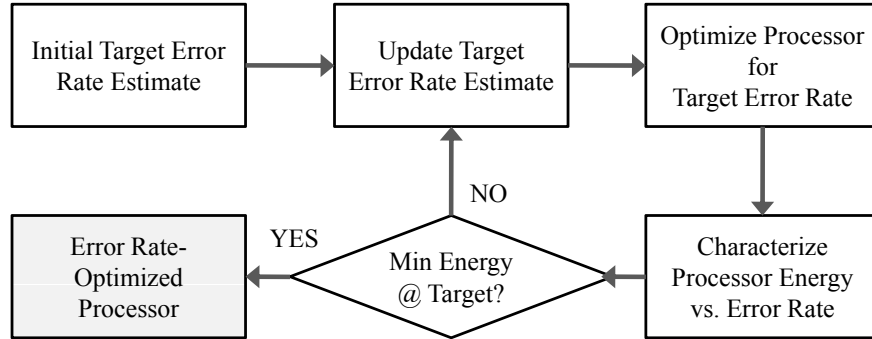 Initial Target Error
Rate Estimate
Update Target
Error Rate Estimate
Optimize Processor
for
Target Error Rate
NO
YES
Error Rate-
Optimized
Processor
Min Energy
@ Target?
Characterize
Processor Energy
vs. Error Rate